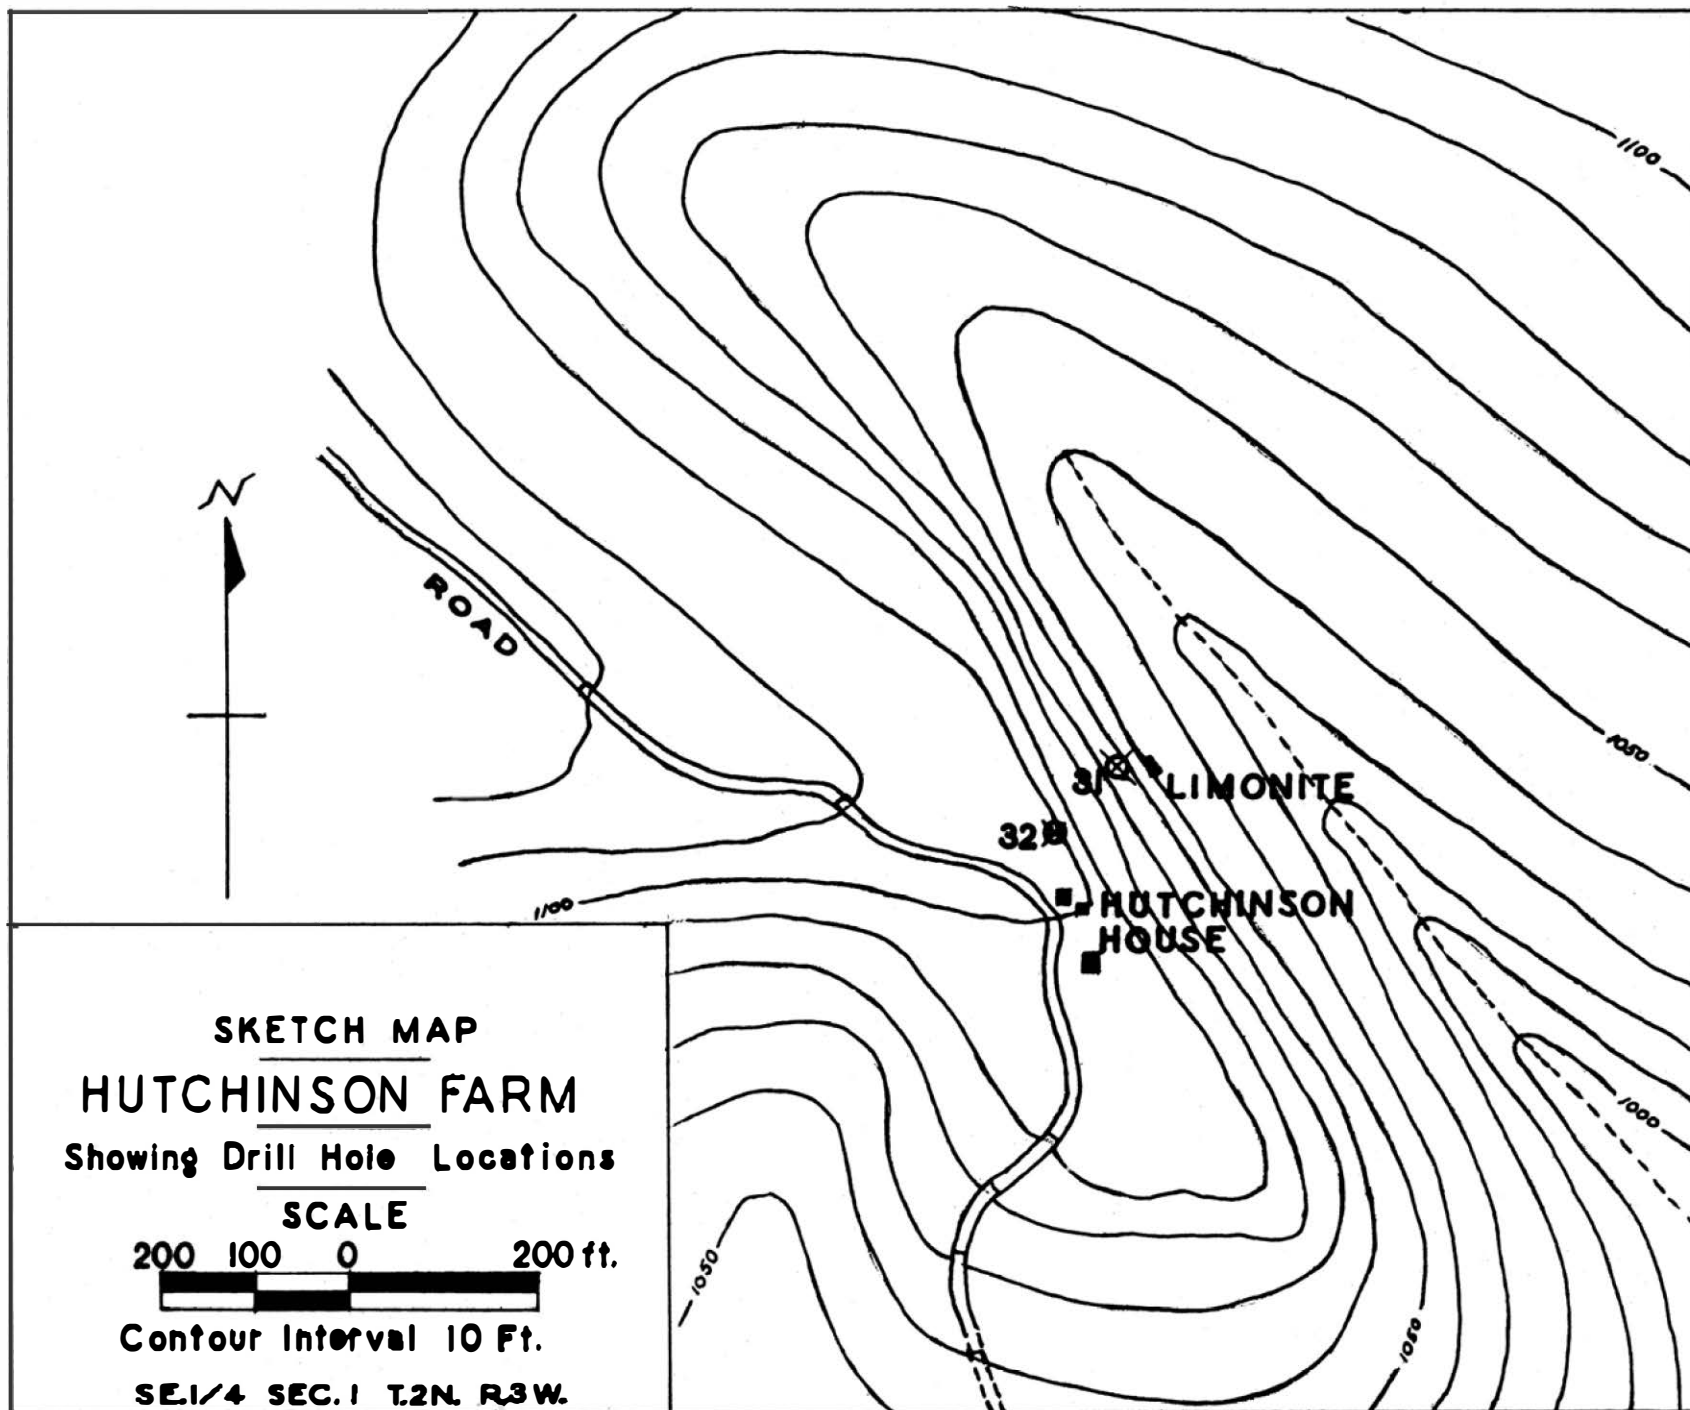 1100
N
ROAD
1050
31
LIMONITE
32
HUTCHINSON
HOUSE
1100
SKETCH MAP
HUTCHINSON FARM
Showing Drill Hole Locations
SCALE
200 100 0 200 ft.
Contour Interval 10 Ft.
SE.1/4 SEC. 1 T.2N. R.3W.
1000
1050
1050